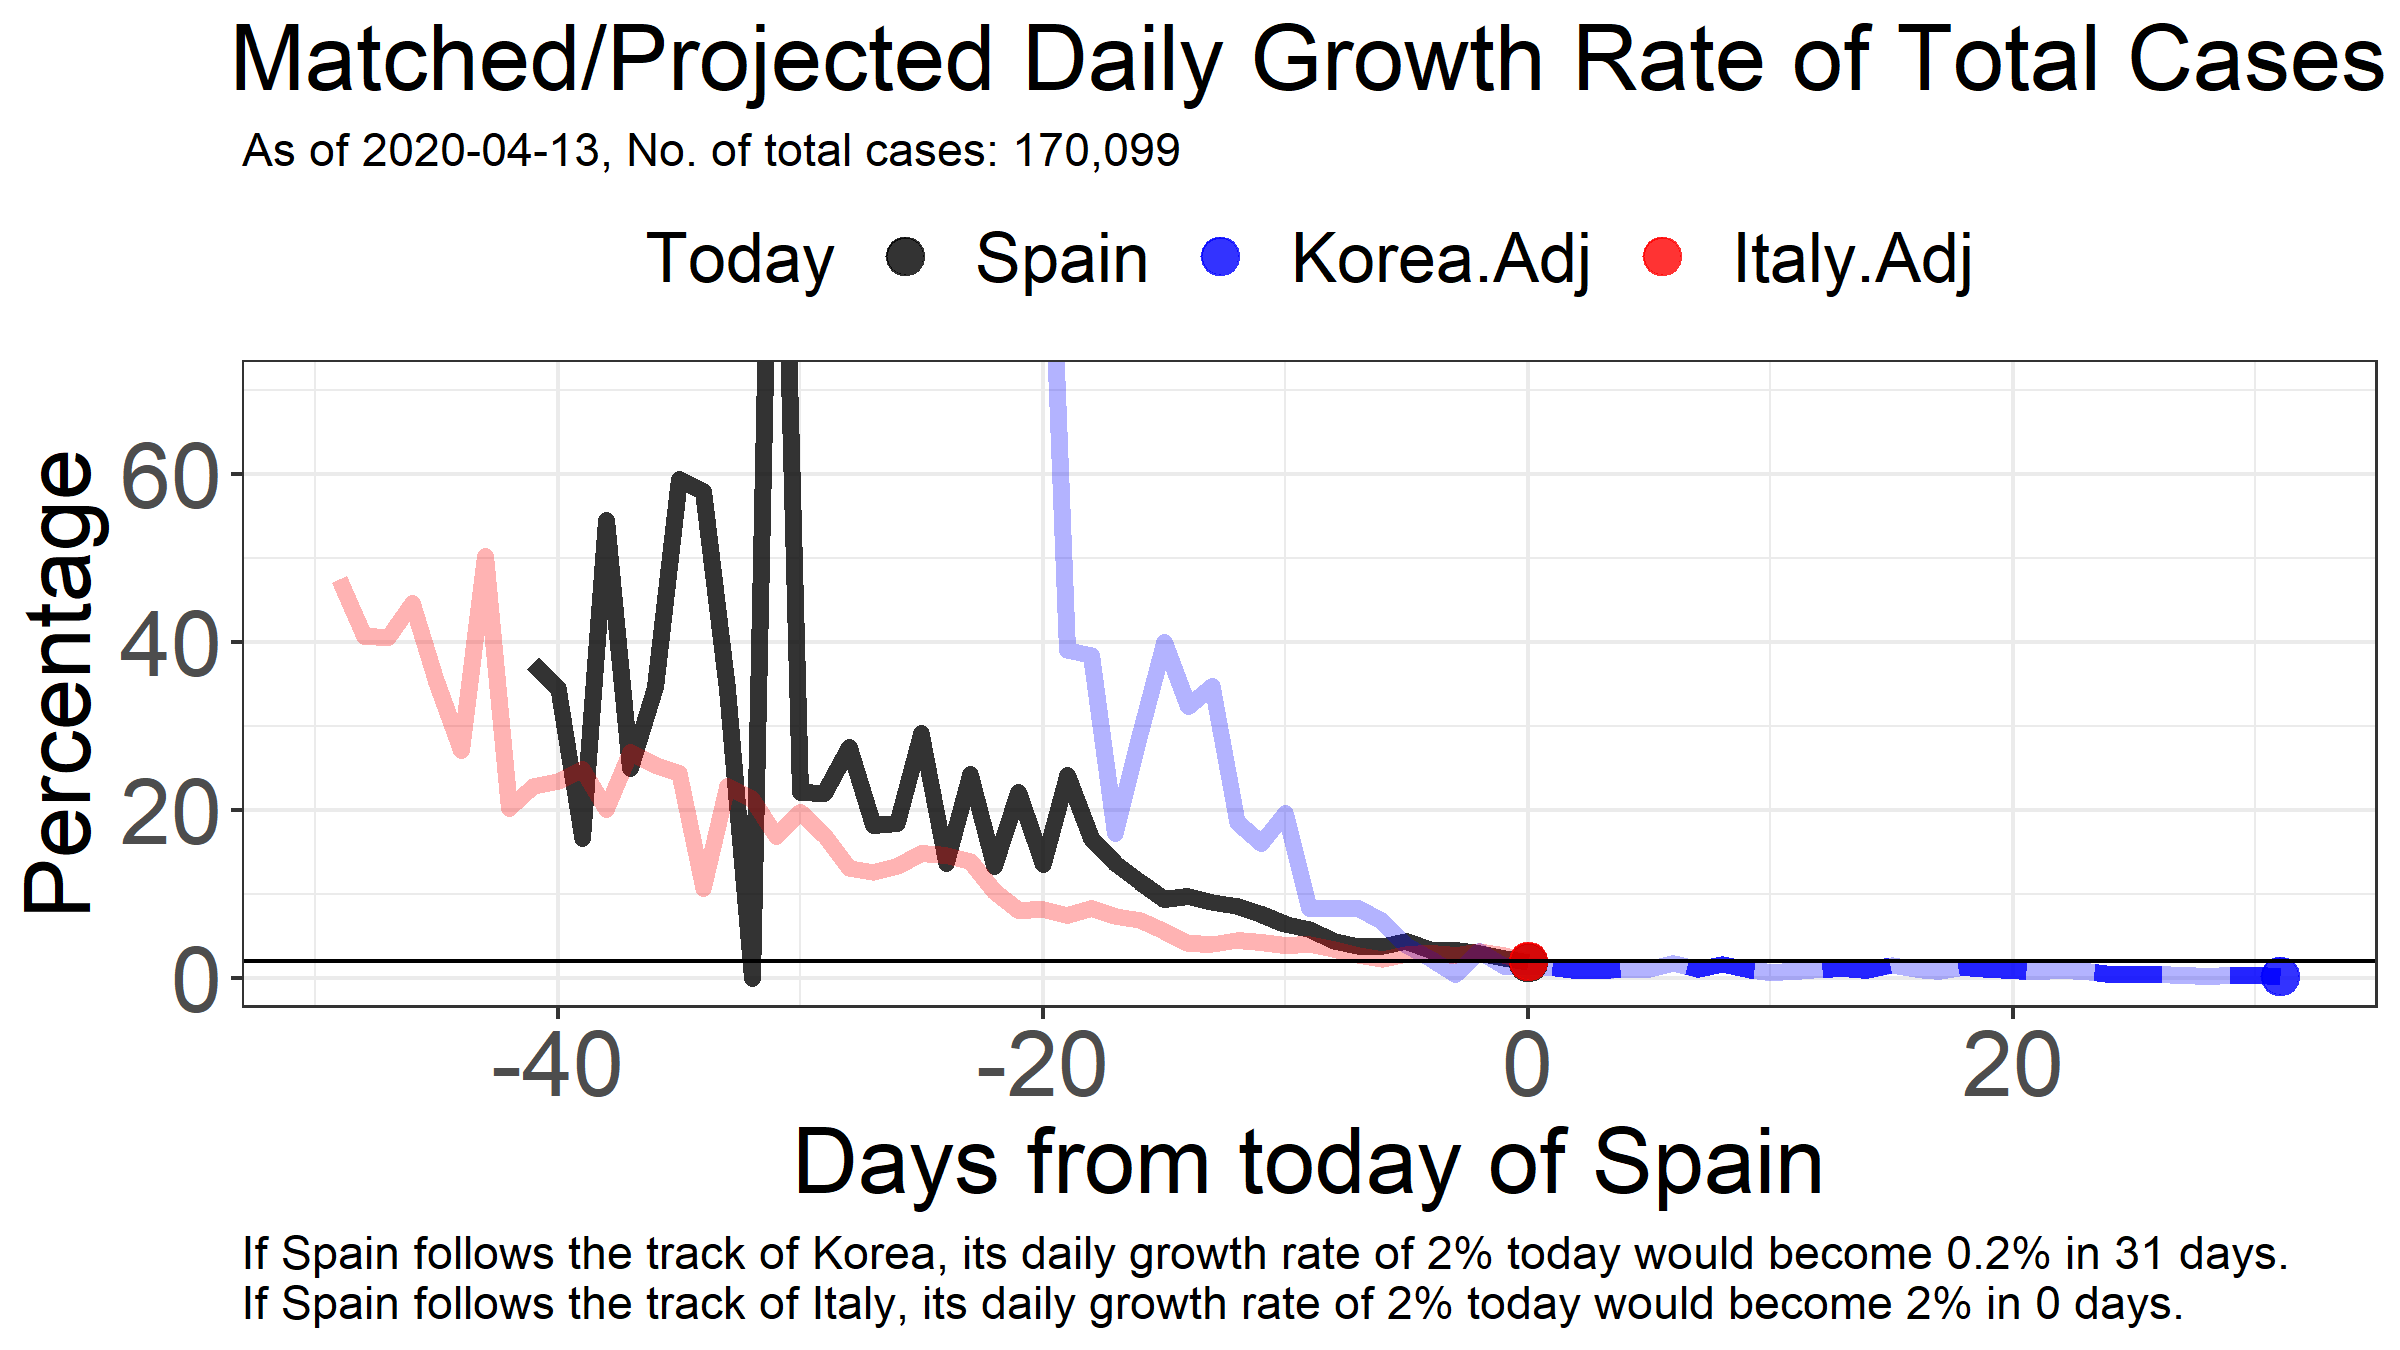 Matched/Projected Daily Growth Rate of Total Cases
As of 2020-04-13, No. of total cases: 170,099
Today Spain Korea.Adj Italy.Adj
Percentage
60
40
20
0
-40 -20 0 20
Days from today of Spain
If Spain follows the track of Korea, its daily growth rate of 2% today would become 0.2% in 31 days.
If Spain follows the track of Italy, its daily growth rate of 2% today would become 2% in 0 days.